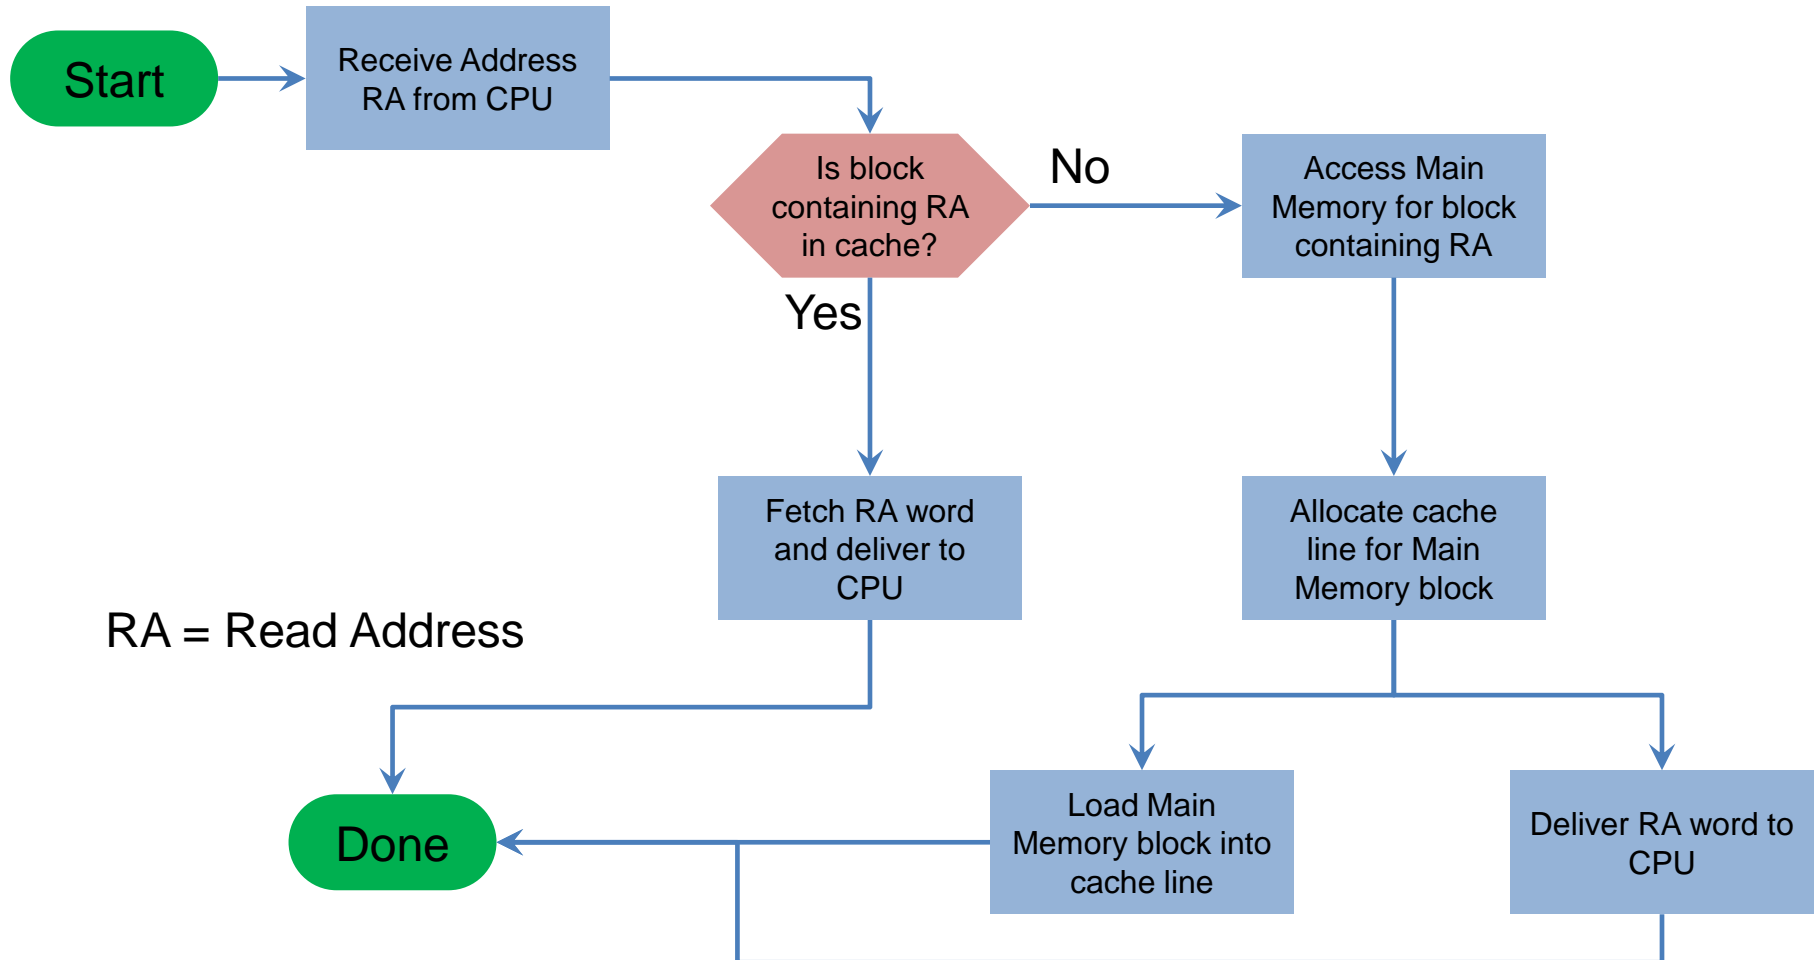 Start
Receive Address
RA from CPU
Is block
containing RA
in cache?
No
Access Main
Memory for block
containing RA
Yes
Fetch RA word
and deliver to
CPU
Allocate cache
line for Main
Memory block
RA = Read Address
Load Main
Memory block into
cache line
Deliver RA word to
CPU
Done